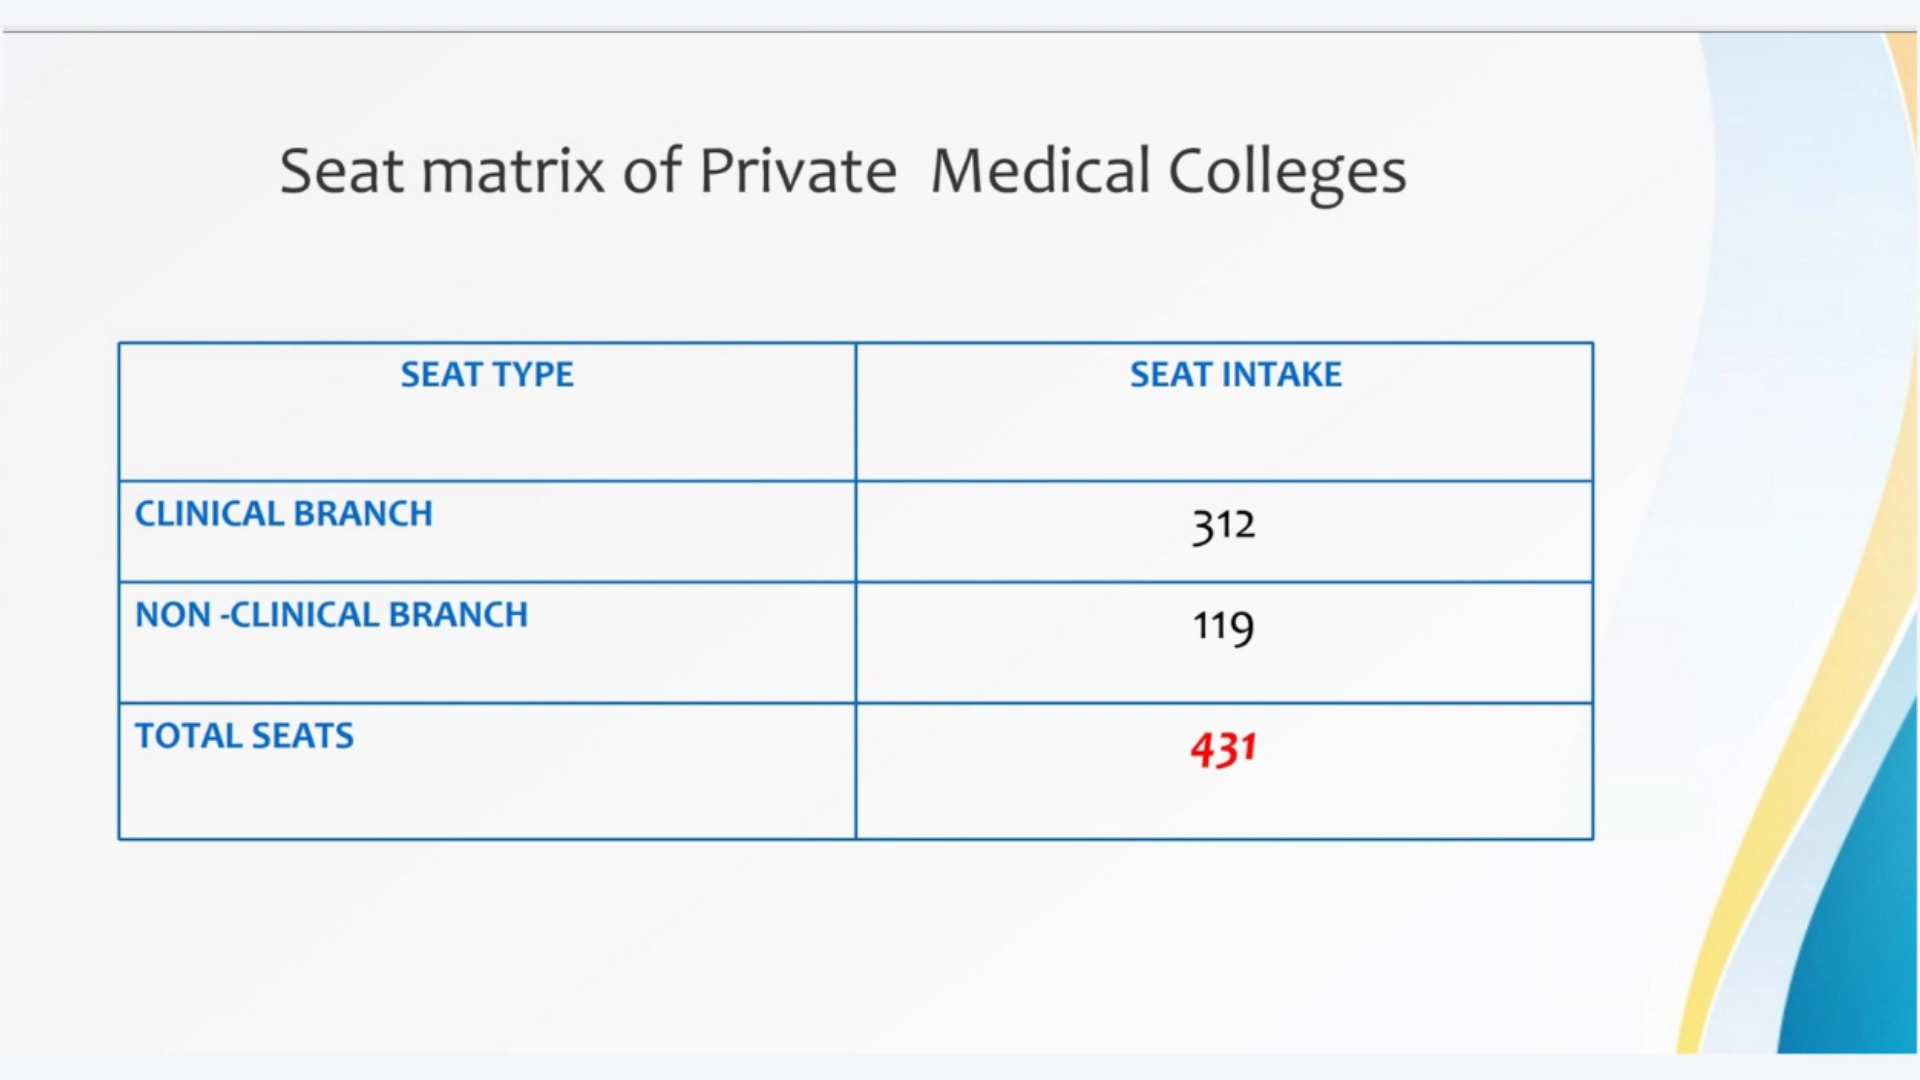 Seat matrix of Private  Medical Colleges
SEAT TYPE SEAT INTAKE
CLINICAL BRANCH 312
NON -CLINICAL BRANCH 119
TOTAL SEATS 431